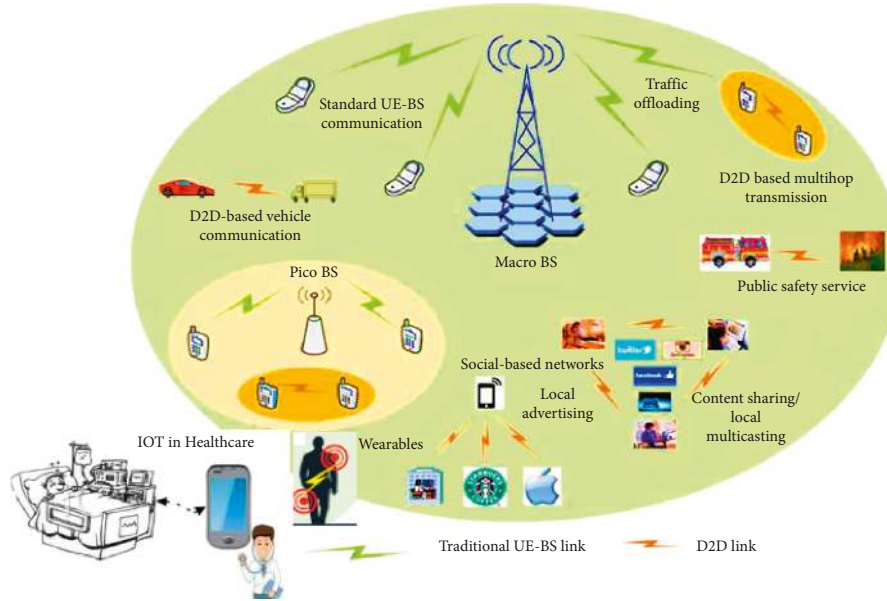 Standard UE-BS
communication
Traffic
offloading
D2D based multihop
transmission
D2D-based vehicle
communication
Macro BS
Public safety service
Pico BS
twitter
facebook
Social-based networks
Local
advertising
Content sharing/
local
multicasting
IOT in Healthcare
Wearables
Traditional UE-BS link
D2D link